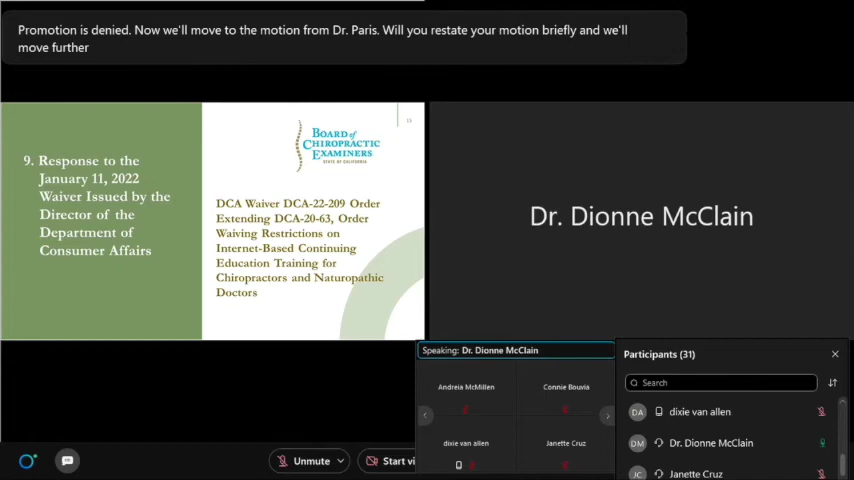 Promotion is denied. Now we'll move to the motion from Dr. Paris. Will you restate your motion briefly and we'll
move further
9. Response to the
January 11, 2022
Waiver Issued by the
Director of the
Department of
Consumer Affairs
15
BOARD of
CHIROPRACTIC
EXAMINERS
STATE OF CALIFORNIA
DCA Waiver DCA-22-209 Order
Extending DCA-20-63, Order
Waiving Restrictions on
Internet-Based Continuing
Education Training for
Chiropractors and Naturopathic
Doctors
Dr. Dionne McClain
Speaking: Dr. Dionne McClain
Andreia McMillen
Connie Bouvia
dixie van allen
Janette Cruz
Participants (31)
Search
DA dixie van allen
DM Dr. Dionne McClain
JC Janette Cruz
Unmute
Start vi